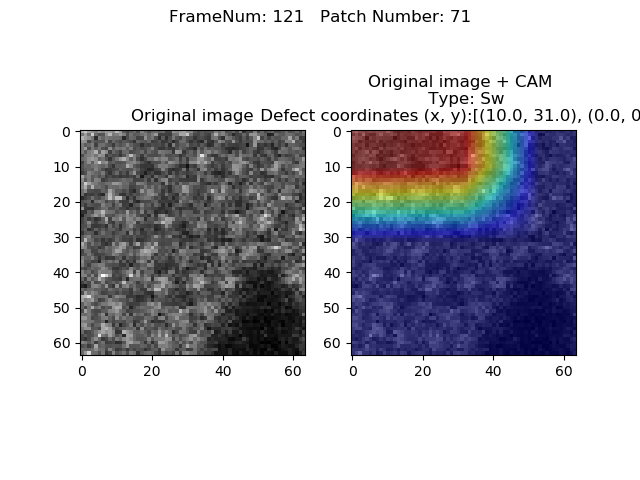 FrameNum: 121   Patch Number: 71
Original image + CAM
Type: Sw
Original image
Defect coordinates (x, y):[(10.0, 31.0), (0.0, 0
0
10
20
30
40
50
60
0 20 40 60
0
10
20
30
40
50
60
0 20 40 60